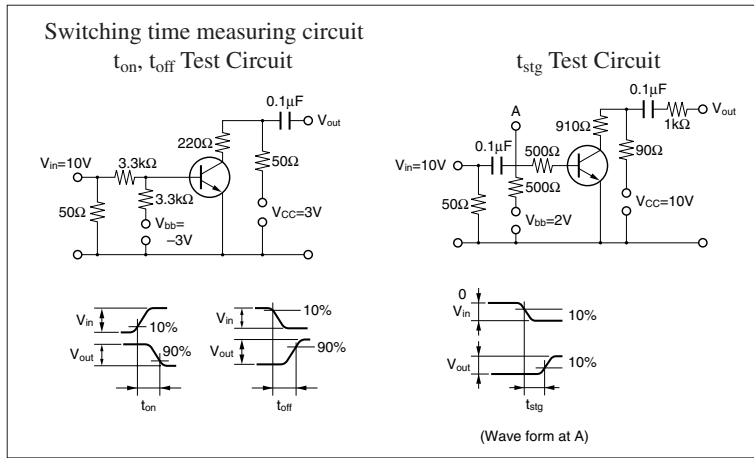 Switching time measuring circuit
tₒₙ, tₒff Test Circuit
0.1μF
Vout
220Ω
Vin=10V
3.3kΩ
50Ω
3.3kΩ
50Ω
Vbb=
–3V
VCC=3V
Vin
10%
Vout
90%
ton
Vin
10%
Vout
90%
toff
tstg Test Circuit
0.1μF
Vout
A
910Ω
1kΩ
0.1μF
500Ω
Vin=10V
90Ω
500Ω
50Ω
Vbb=2V
VCC=10V
0
Vin
10%
Vout
10%
tstg
(Wave form at A)